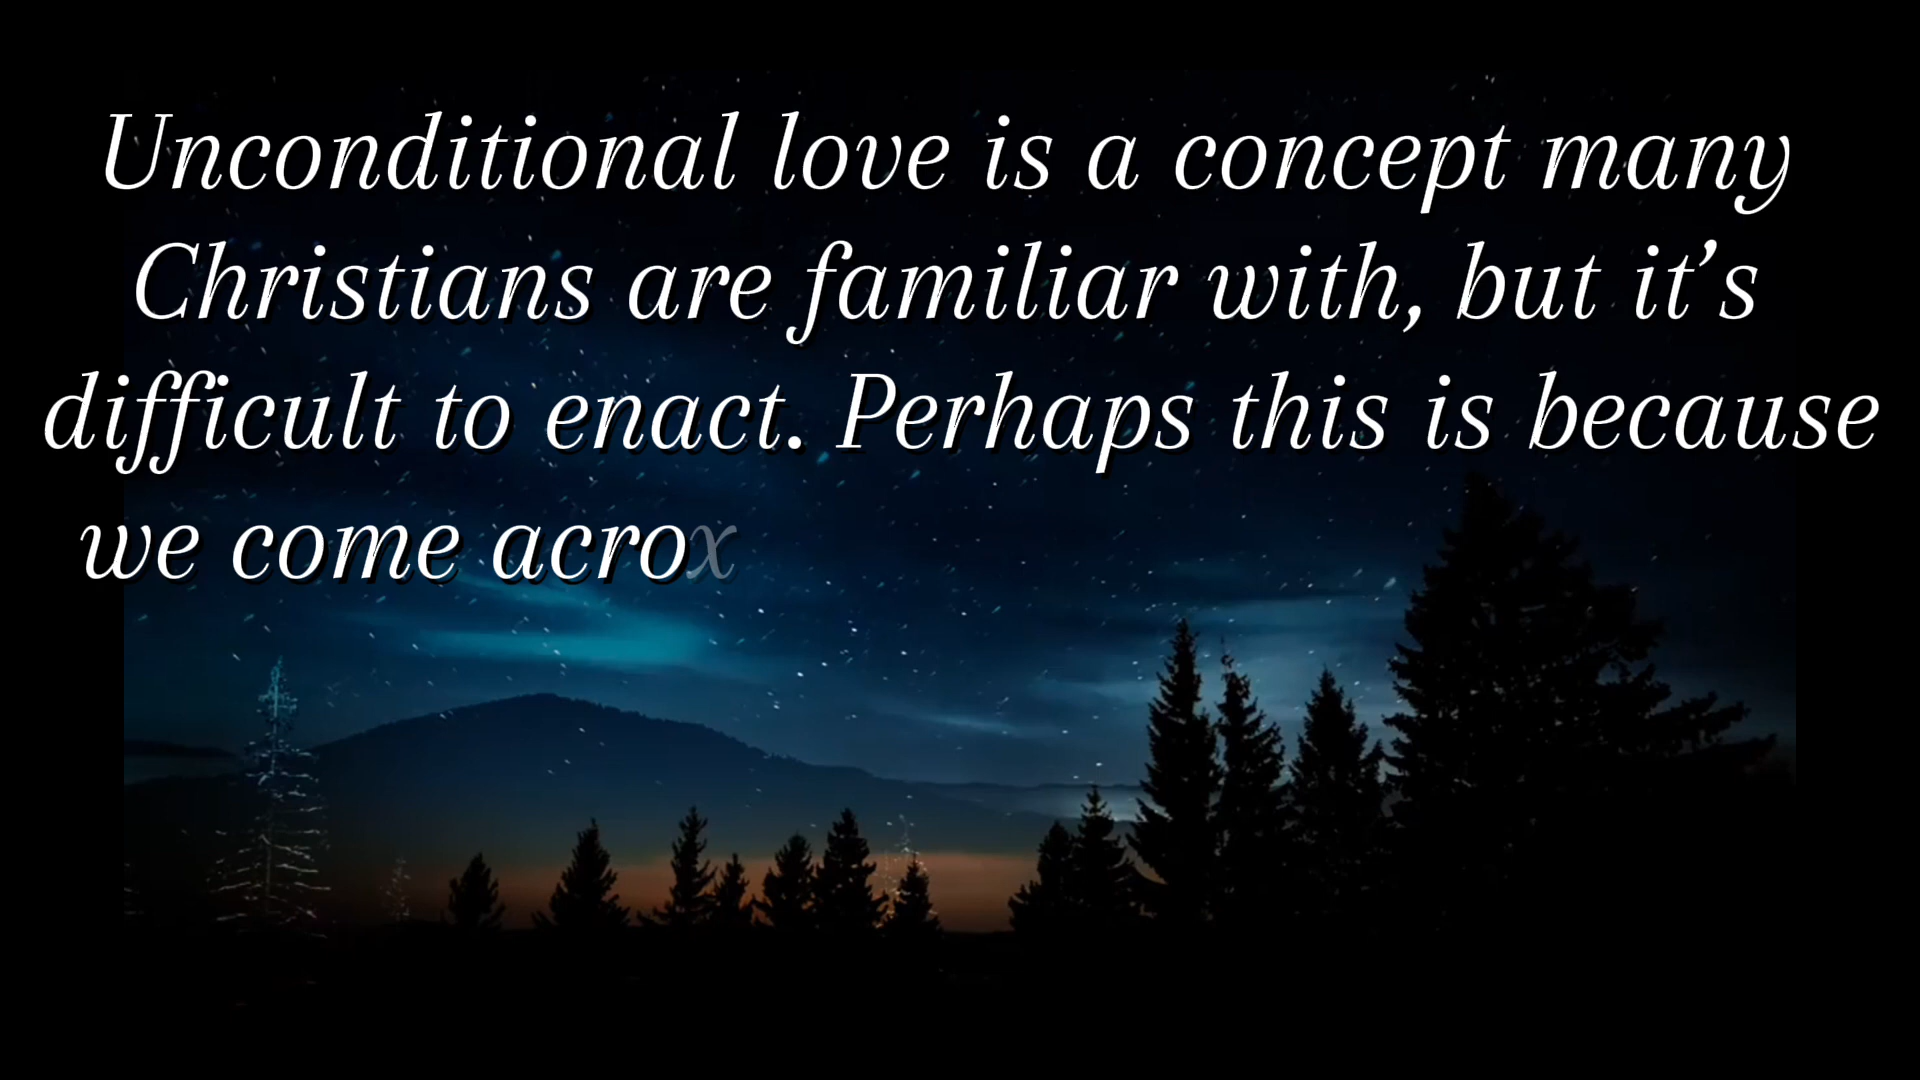 Unconditional love is a concept many
Christians are familiar with, but it’s
difficult to enact. Perhaps this is because
we come acrox